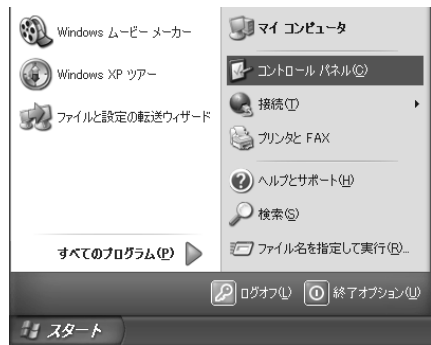 Windows ムービー メーカー
Windows XP ツアー
ファイルと設定の転送ウィザード
すべてのプログラム(P)
マイ コンピュータ
コントロール パネル(C)
接続(T)
プリンタと FAX
ヘルプとサポート(H)
検索(S)
ファイル名を指定して実行(R)...
ログオフ(L)
終了オプション(U)
スタート